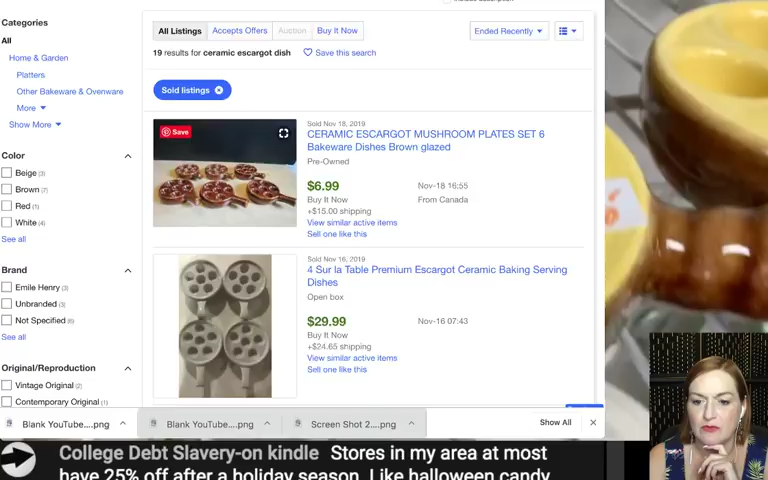 Categories
All
Home & Garden
Platters
Other Bakeware & Ovenware
More
Show More
Color
Beige (3)
Brown (7)
Red (1)
White (4)
See all
Brand
Emile Henry (3)
Unbranded (3)
Not Specified (6)
See all
Original/Reproduction
Vintage Original (2)
Contemporary Original (1)
All Listings Accepts Offers Auction Buy It Now
Ended Recently
19 results for ceramic escargot dish Save this search
Sold listings
Save
Sold Nov 18, 2019
CERAMIC ESCARGOT MUSHROOM PLATES SET 6
Bakeware Dishes Brown glazed
Pre-Owned
$6.99 Nov-18 16:55
Buy It Now From Canada
+$15.00 shipping
View similar active items
Sell one like this
Sold Nov 16, 2019
4 Sur la Table Premium Escargot Ceramic Baking Serving
Dishes
Open box
$29.99 Nov-16 07:43
Buy It Now
+$24.65 shipping
View similar active items
Sell one like this
Blank YouTube....png Blank YouTube....png Screen Shot 2....png Show All
College Debt Slavery-on kindle Stores in my area at most
have 25% off after a holiday season. Like halloween candy